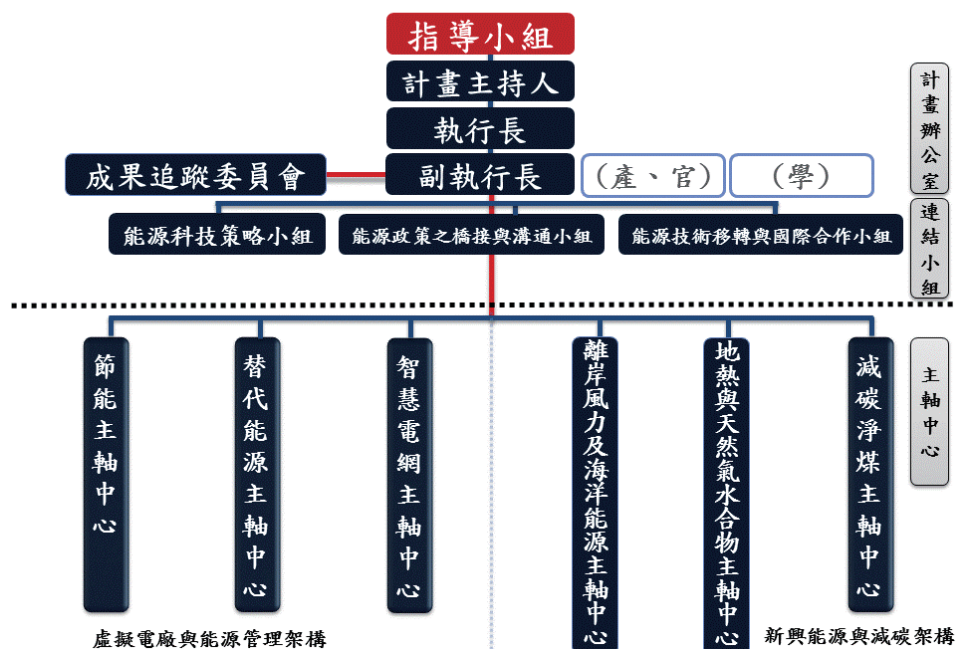 指導小組
計畫主持人
執行長
成果追蹤委員會
副執行長
(產、官)
(學)
計畫辦公室
能源科技策略小組
能源政策之橋接與溝通小組
能源技術移轉與國際合作小組
連結小組
節能主軸中心
替代能源主軸中心
智慧電網主軸中心
離岸風力及海洋能源主軸中心
地熱與天然氣水合物主軸中心
減碳淨煤主軸中心
主軸中心
虛擬電廠與能源管理架構
新興能源與減碳架構